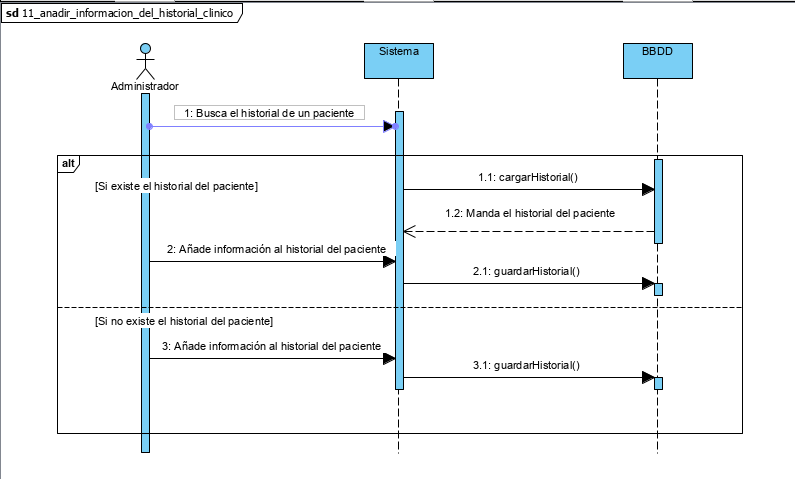 sd 11_anadir_informacion_del_historial_clinico
Administrador
Sistema
BBDD
1: Busca el historial de un paciente
alt
[Si existe el historial del paciente]
1.1: cargarHistorial()
1.2: Manda el historial del paciente
2: Añade información al historial del paciente
2.1: guardarHistorial()
[Si no existe el historial del paciente]
3: Añade información al historial del paciente
3.1: guardarHistorial()